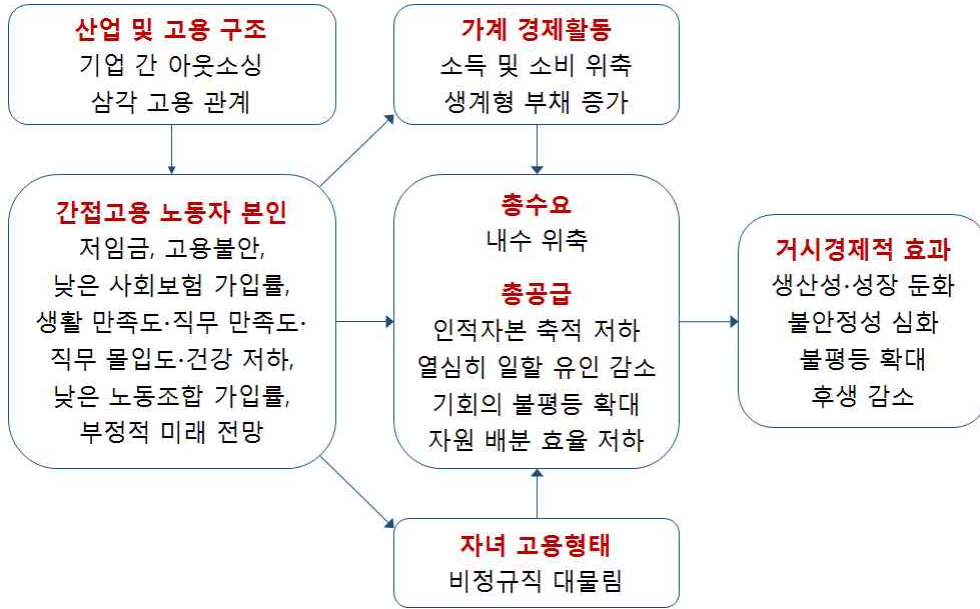 산업 및 고용 구조
기업 간 아웃소싱
삼각 고용 관계
가계 경제활동
소득 및 소비 위축
생계형 부채 증가
간접고용 노동자 본인
저임금, 고용불안,
낮은 사회보험 가입률,
생활 만족도·직무 만족도·
직무 몰입도·건강 저하,
낮은 노동조합 가입률,
부정적 미래 전망
총수요
내수 위축
총공급
인적자본 축적 저하
열심히 일할 유인 감소
기회의 불평등 확대
자원 배분 효율 저하
거시경제적 효과
생산성·성장 둔화
불안정성 심화
불평등 확대
후생 감소
자녀 고용형태
비정규직 대물림